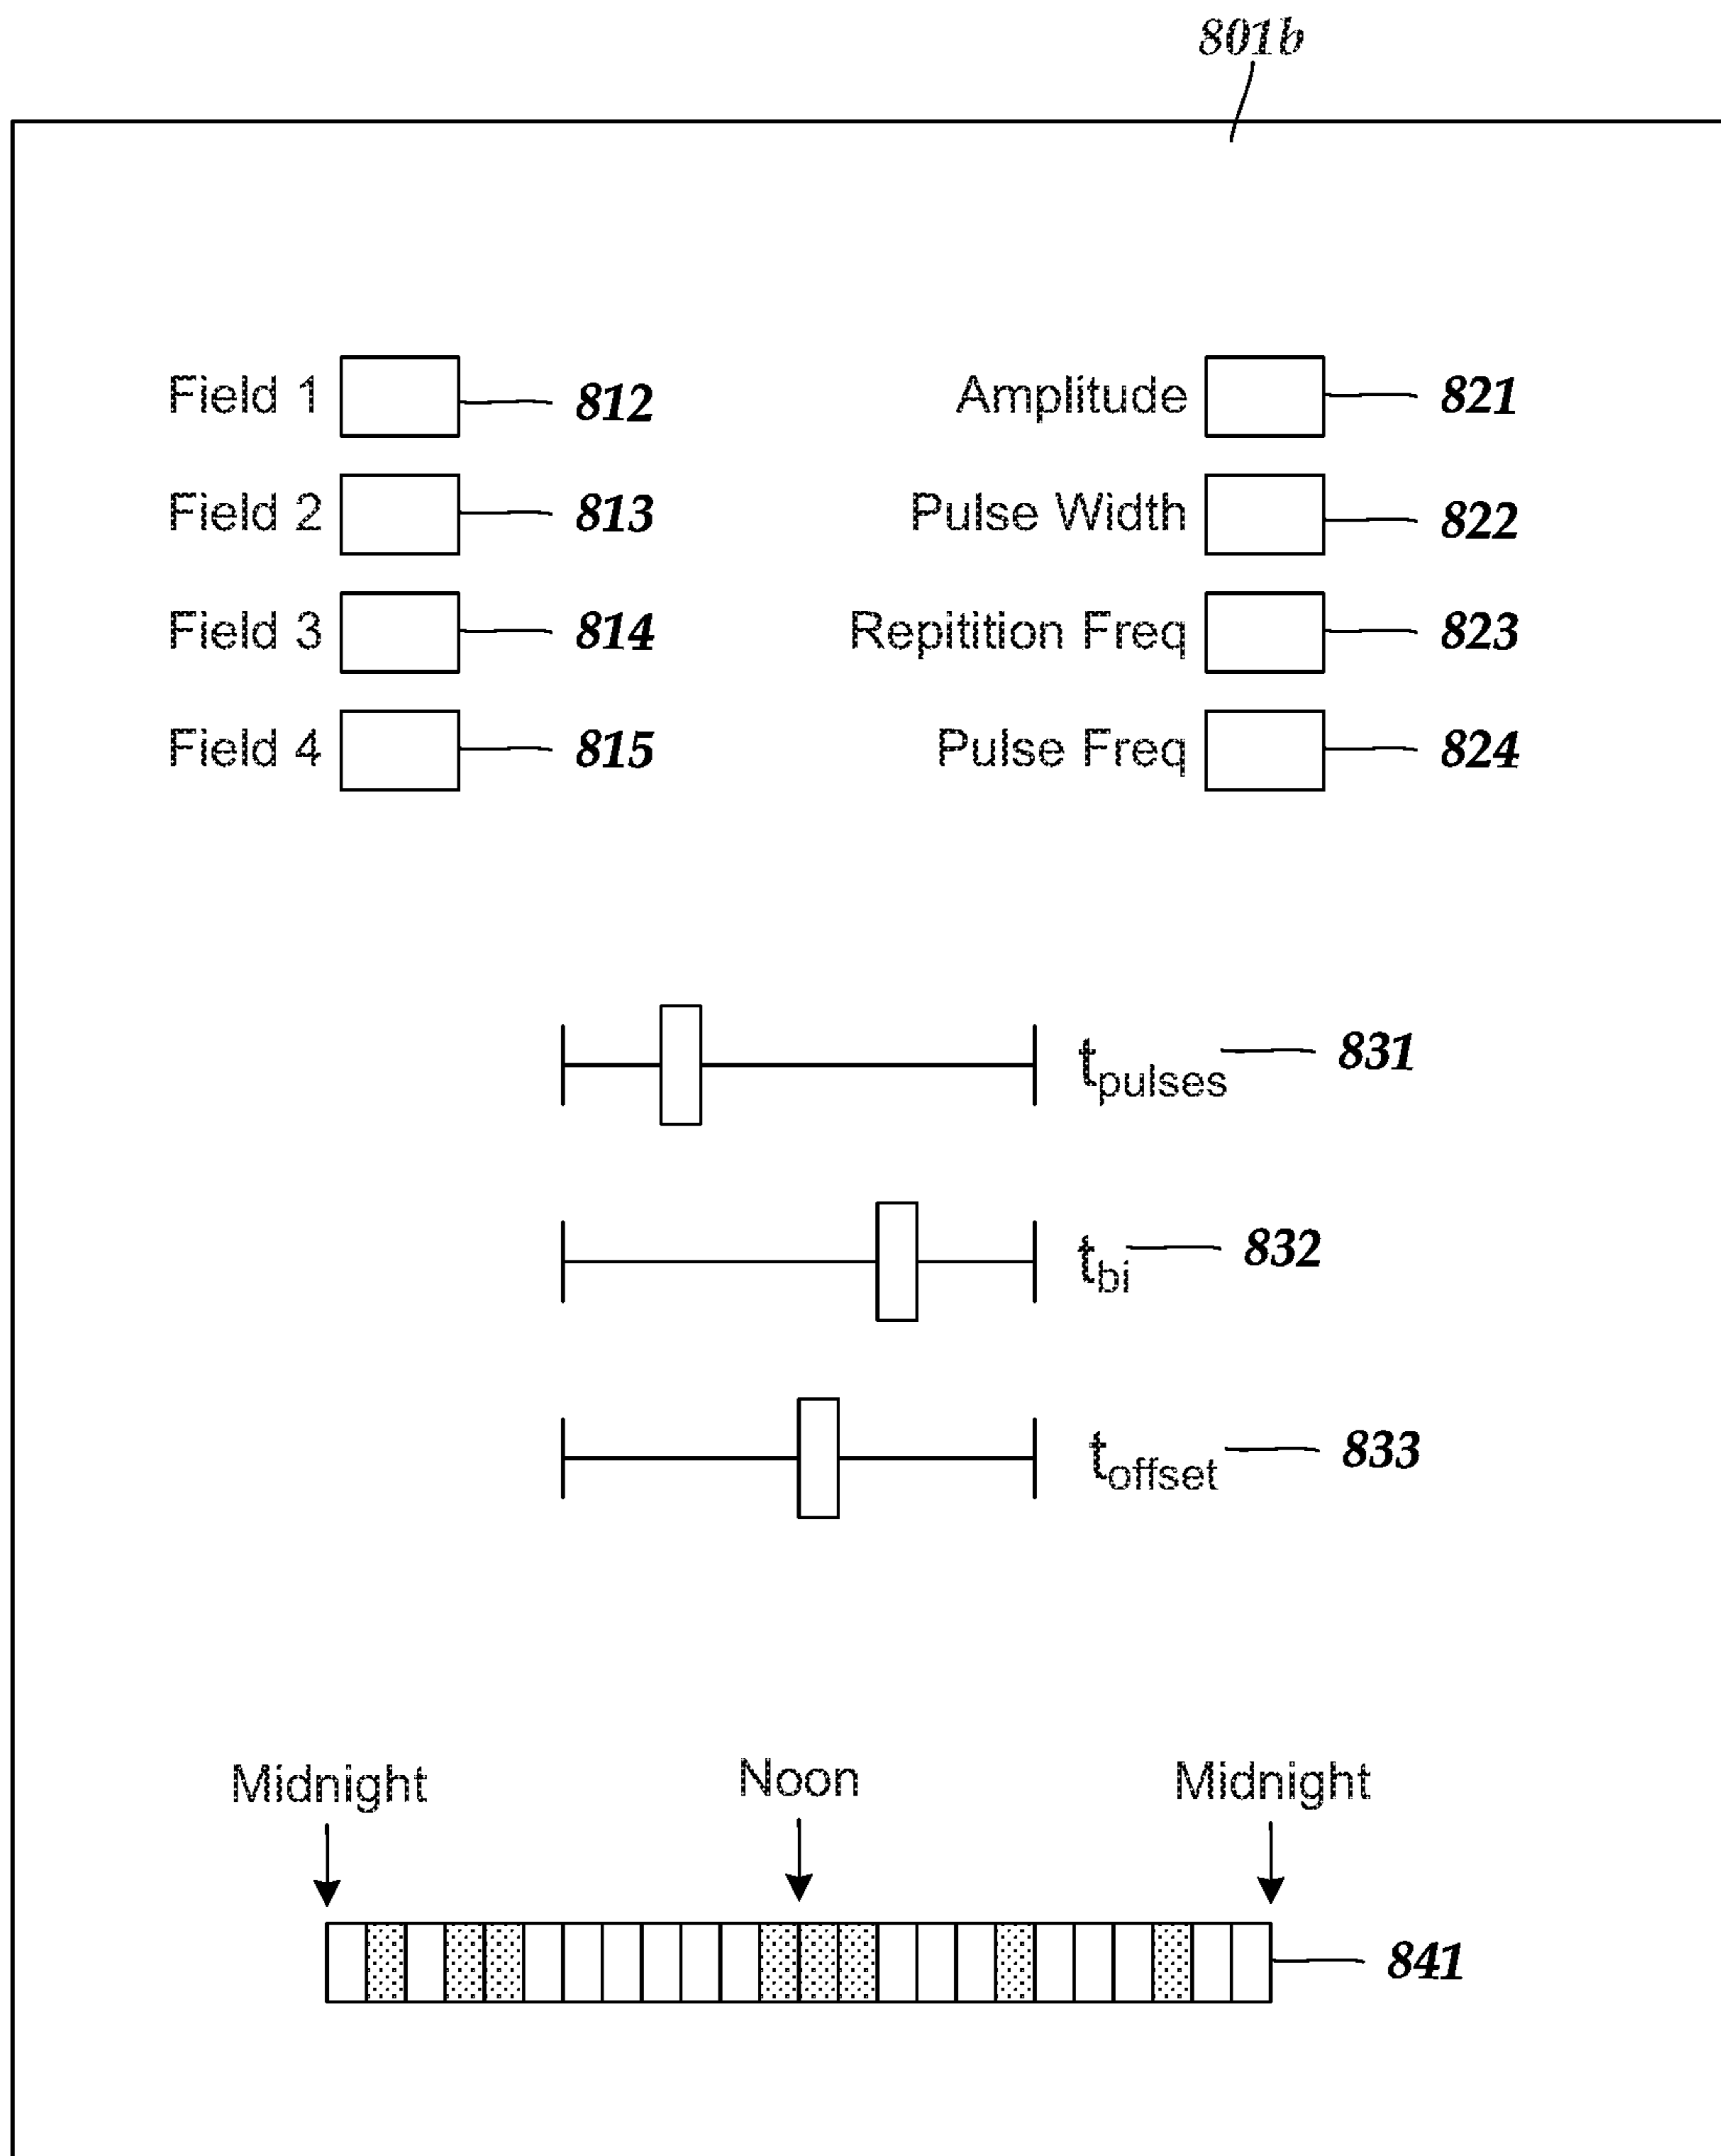 801b
Field 1 812 Amplitude 821
Field 2 813 Pulse Width 822
Field 3 814 Repitition Freq 823
Field 4 815 Pulse Freq 824
tpulses 831
tbi 832
toffset 833
Midnight Noon Midnight
841